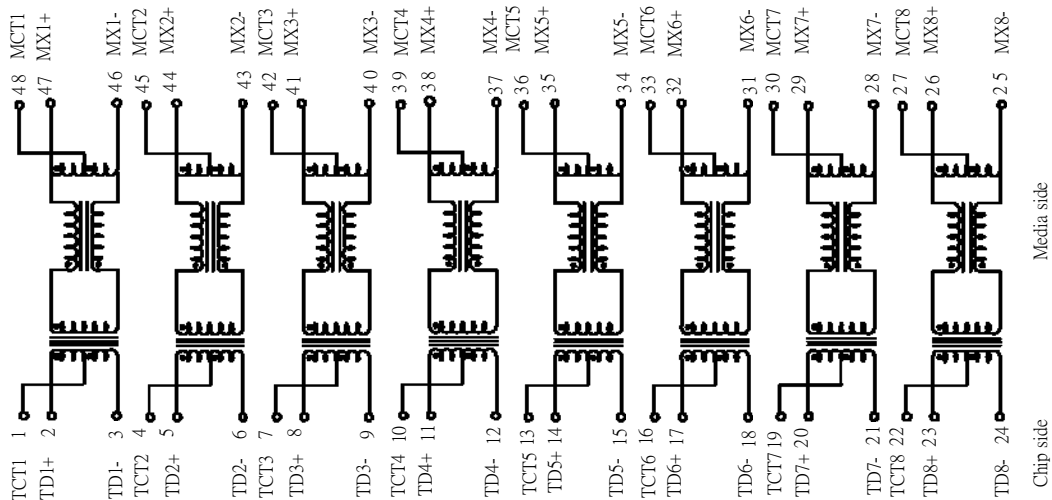 48 MCT1
47 MX1+
46 MX1-
45 MCT2
44 MX2+
43 MX2-
42 MCT3
41 MX3+
40 MX3-
39 MCT4
38 MX4+
37 MX4-
36 MCT5
35 MX5+
34 MX5-
33 MCT6
32 MX6+
31 MX6-
30 MCT7
29 MX7+
28 MX7-
27 MCT8
26 MX8+
25 MX8-
Media side
TCT1 1
TD1+ 2
TD1- 3
TCT2 4
TD2+ 5
TD2- 6
TCT3 7
TD3+ 8
TD3- 9
TCT4 10
TD4+ 11
TD4- 12
TCT5 13
TD5+ 14
TD5- 15
TCT6 16
TD6+ 17
TD6- 18
TCT7 19
TD7+ 20
TD7- 21
TCT8 22
TD8+ 23
TD8- 24
Chip side